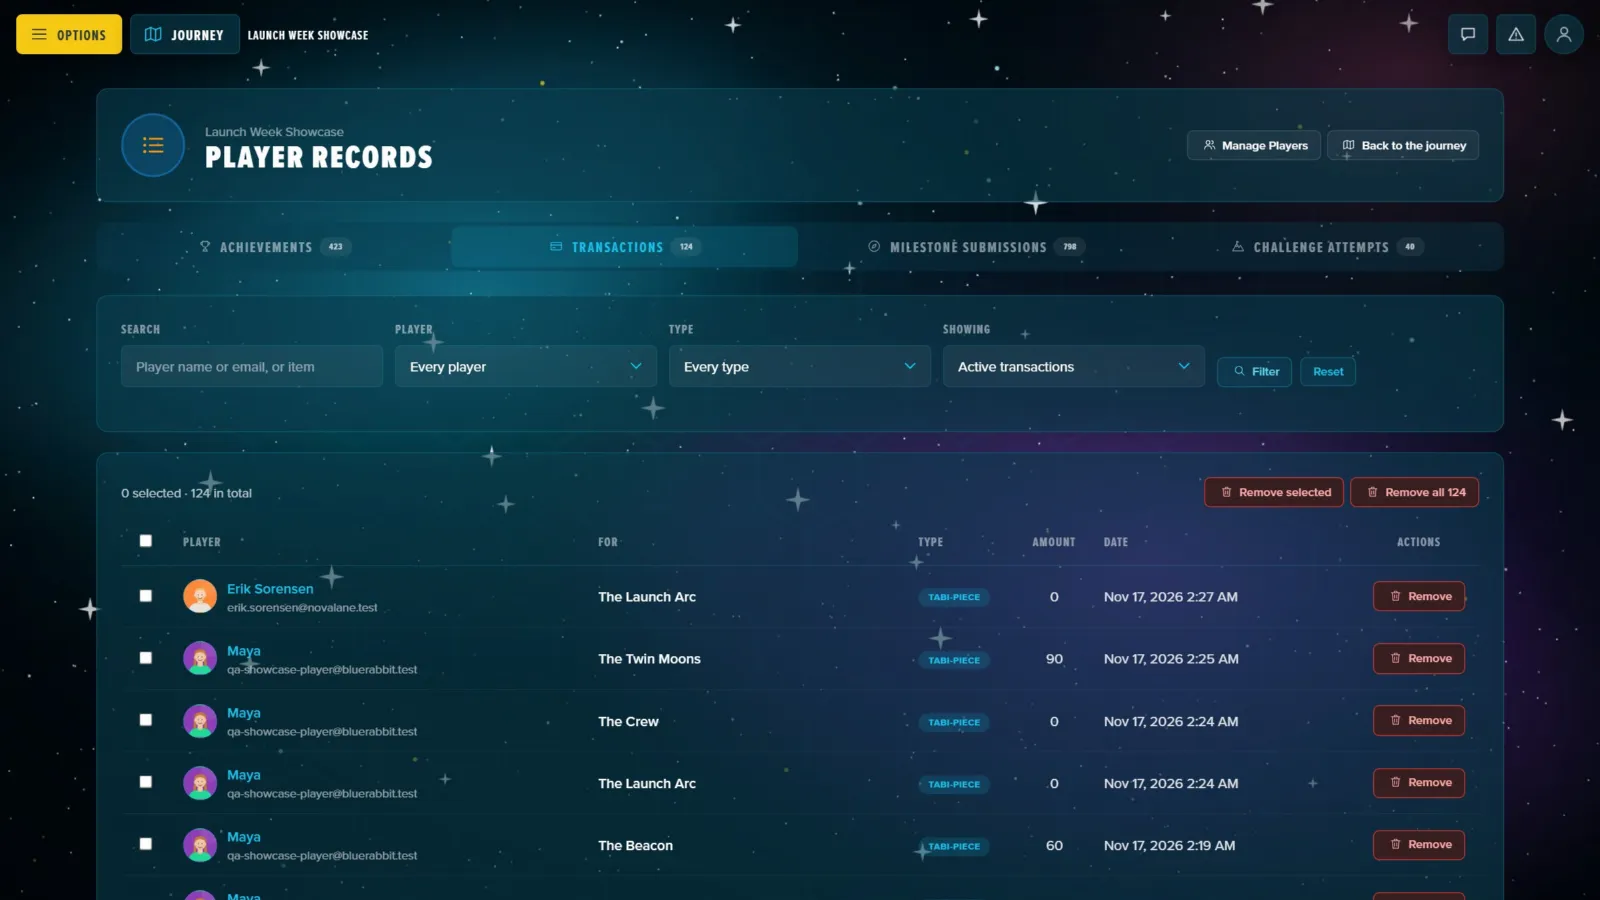 OPTIONS
JOURNEY
LAUNCH WEEK SHOWCASE
Launch Week Showcase
PLAYER RECORDS
Manage Players
Back to the journey
ACHIEVEMENTS 423
TRANSACTIONS 124
MILESTONE SUBMISSIONS 798
CHALLENGE ATTEMPTS 40
SEARCH PLAYER TYPE SHOWING
Player name or email, or item Every player Every type Active transactions Filter Reset
0 selected · 124 in total Remove selected Remove all 124
PLAYER FOR TYPE AMOUNT DATE ACTIONS
Erik Sorensen
erik.sorensen@novalane.test
The Launch Arc TABI-PIECE 0 Nov 17, 2026 2:27 AM Remove
Maya
qa-showcase-player@bluerabbit.test
The Twin Moons TABI-PIECE 90 Nov 17, 2026 2:25 AM Remove
Maya
qa-showcase-player@bluerabbit.test
The Crew TABI-PIECE 0 Nov 17, 2026 2:24 AM Remove
Maya
qa-showcase-player@bluerabbit.test
The Launch Arc TABI-PIECE 0 Nov 17, 2026 2:24 AM Remove
Maya
qa-showcase-player@bluerabbit.test
The Beacon TABI-PIECE 60 Nov 17, 2026 2:19 AM Remove
Maya